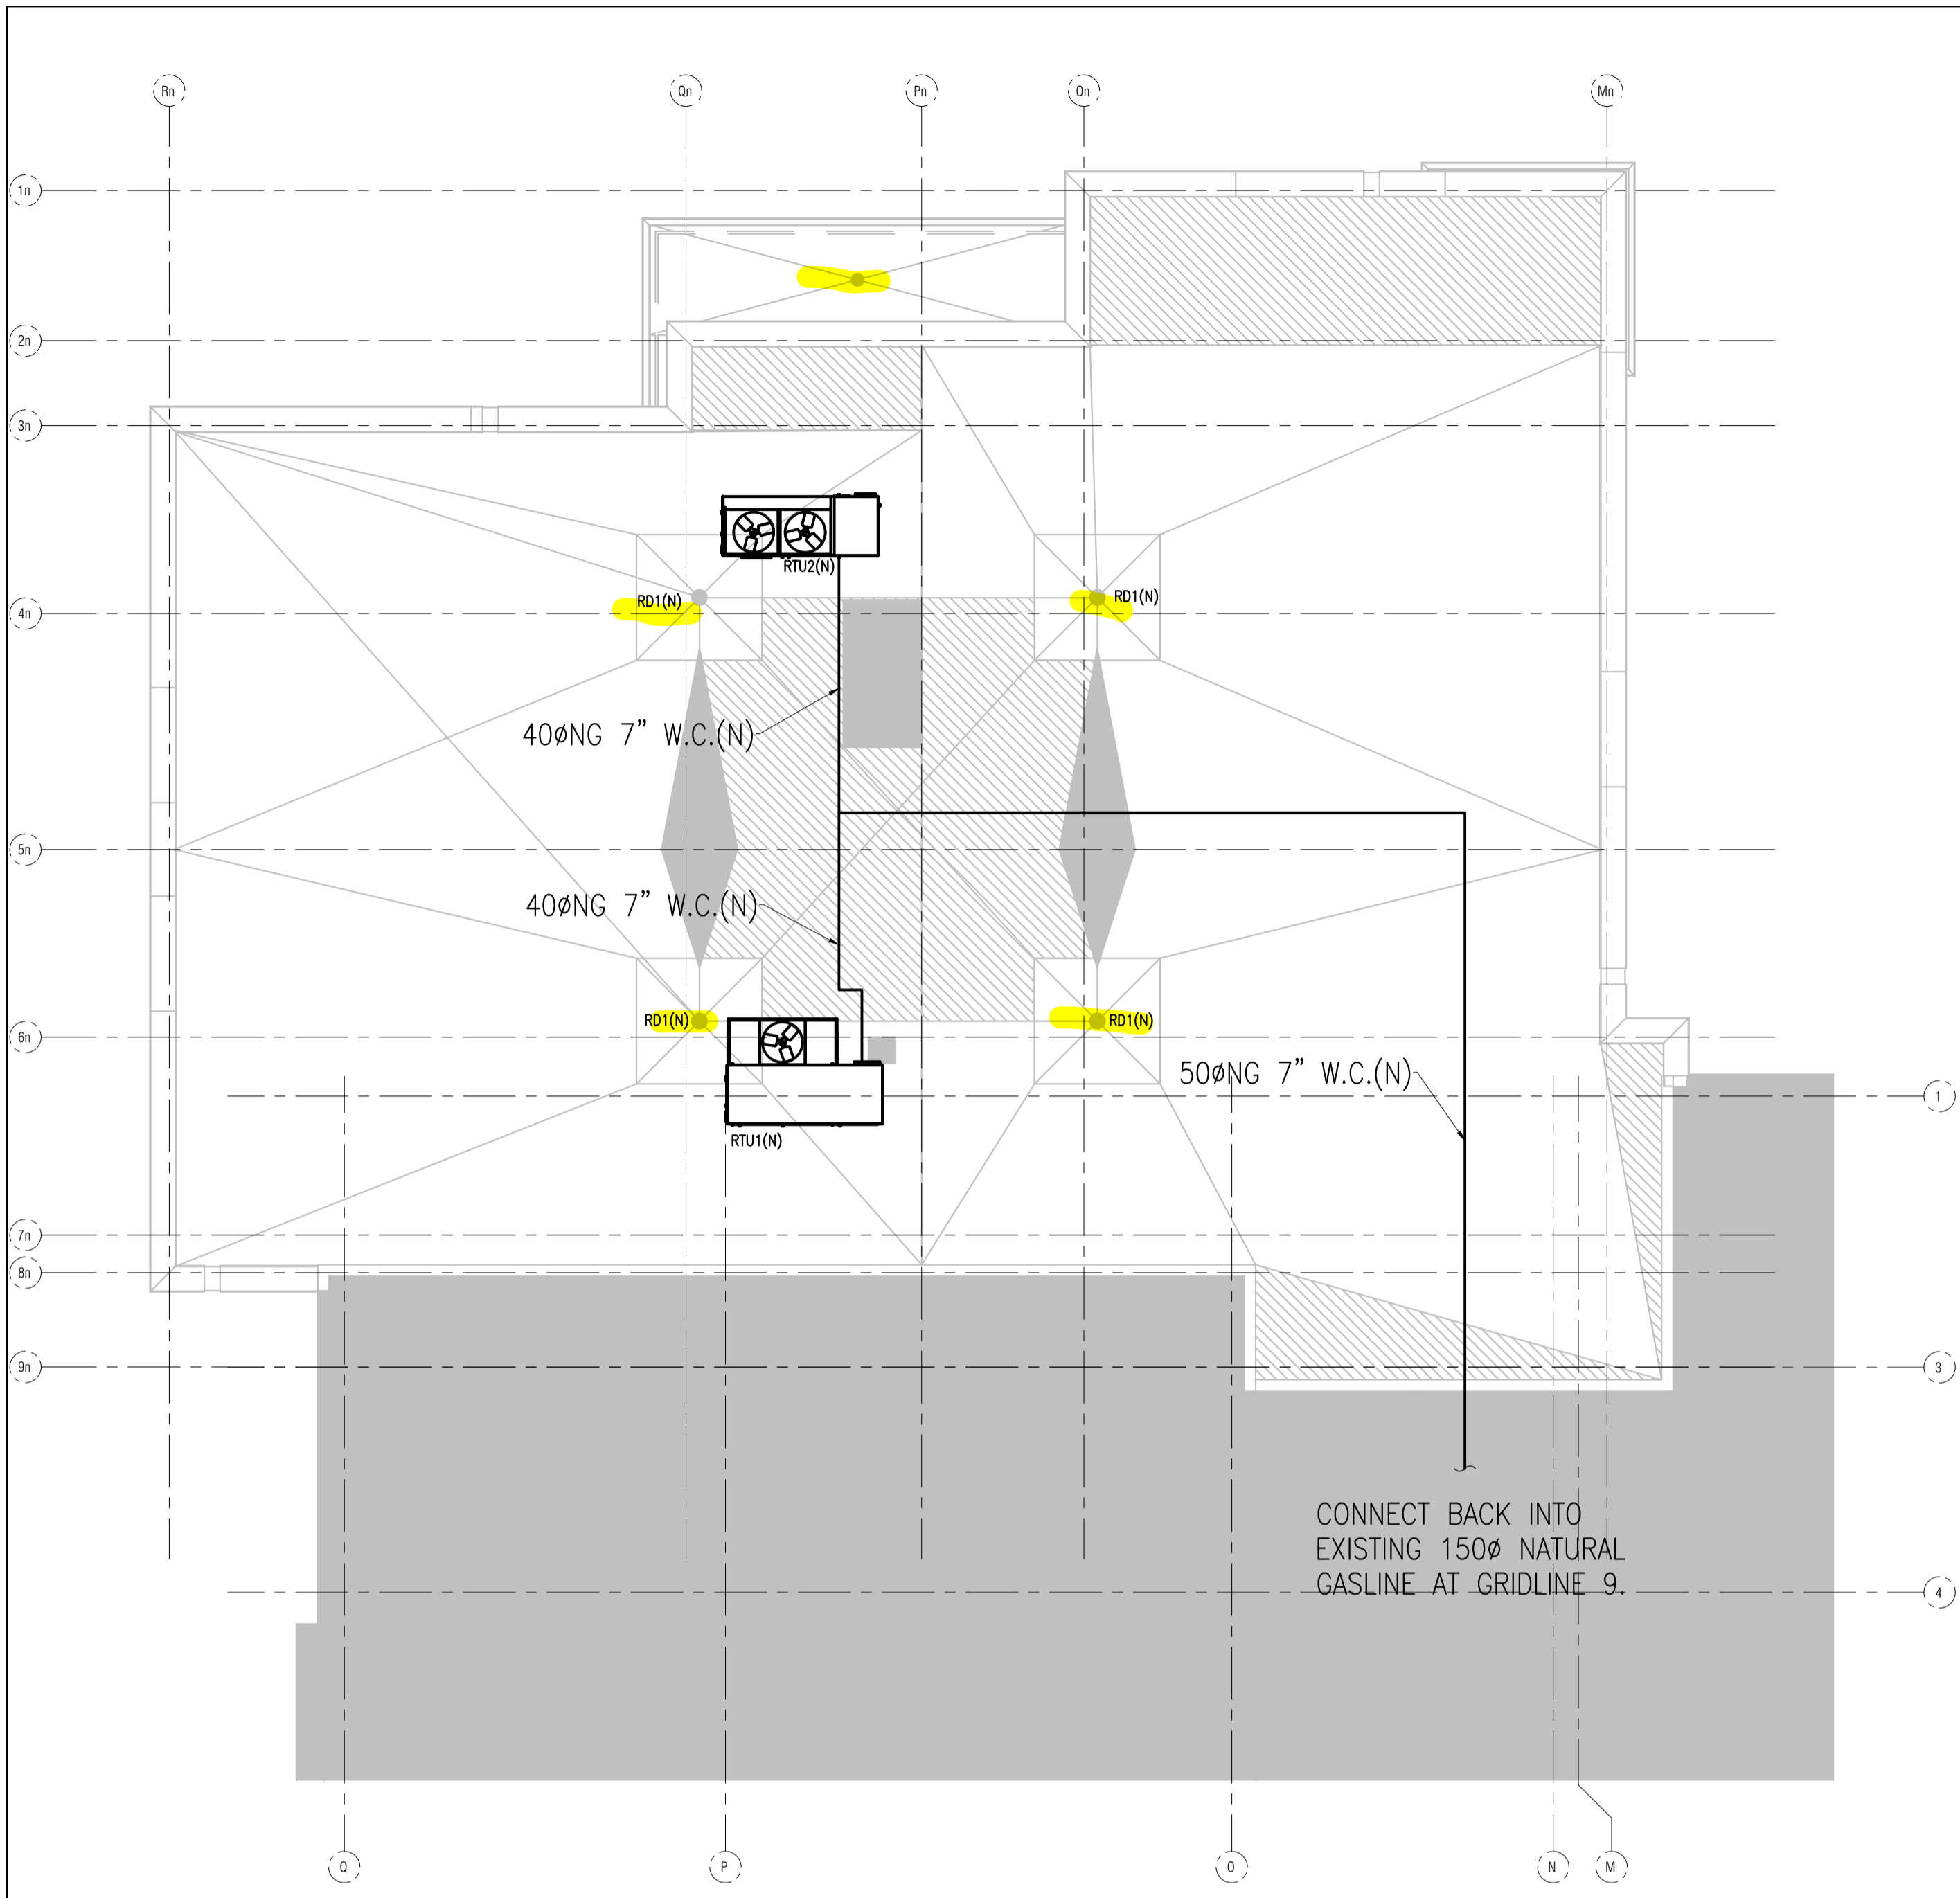 Rn
Qn
Pn
On
Mn
1n
2n
3n
RTU2(N)
RD1(N)
RD1(N)
4n
40øNG 7” W.C.(N)
5n
40øNG 7” W.C.(N)
RD1(N)
RD1(N)
6n
50øNG 7” W.C.(N)
1
RTU1(N)
7n
8n
9n
3
CONNECT BACK INTO
EXISTING 150ø NATURAL
GASLINE AT GRIDLINE 9.
4
Q
P
O
N
M